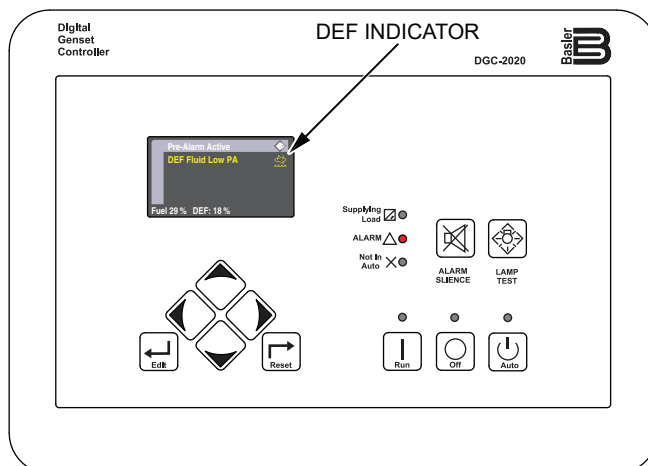 DEF INDICATOR
Digital
Genset
Controller
DGC-2020
Basler
Pre-Alarm Active
DEF Fluid Low PA
Fuel 29 % DEF: 18 %
Supplying
Load
ALARM
Not In
Auto
ALARM
SLIENCE
LAMP
TEST
Edit
Reset
Run
Off
Auto